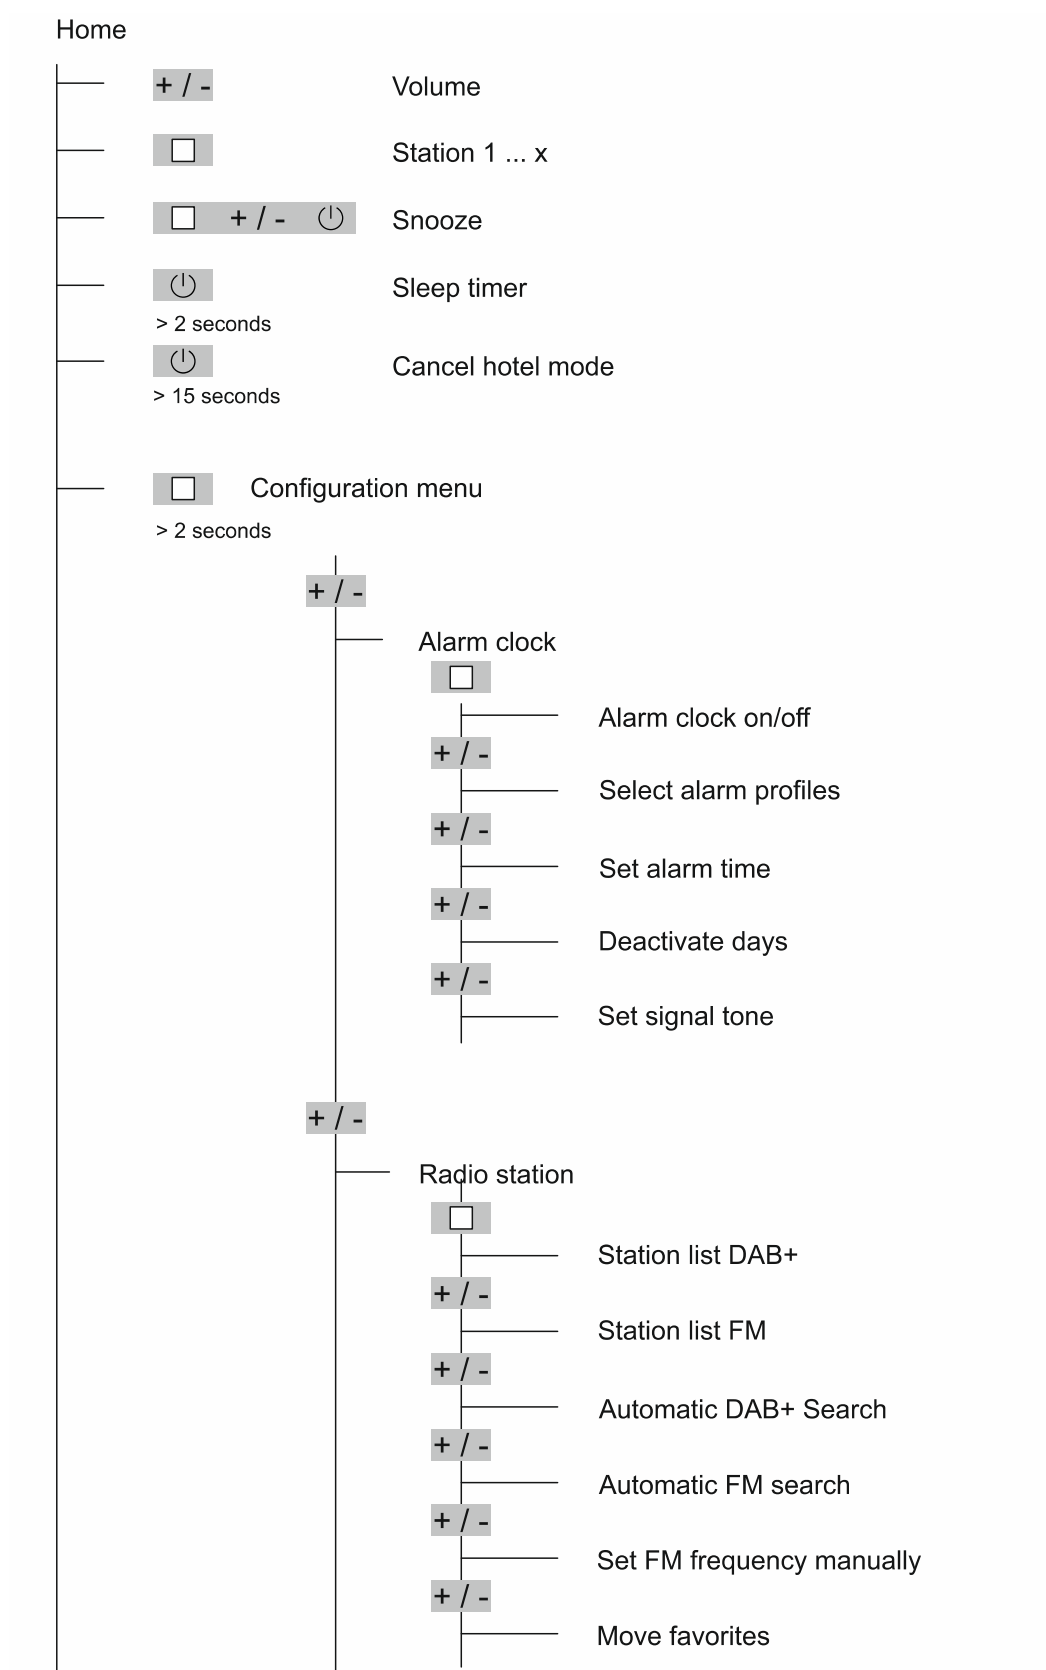 Home
+ / - Volume
Station 1 ... x
+ / - Snooze
Sleep timer
> 2 seconds
Cancel hotel mode
> 15 seconds
Configuration menu
> 2 seconds
+ / -
Alarm clock
Alarm clock on/off
+ / -
Select alarm profiles
+ / -
Set alarm time
+ / -
Deactivate days
+ / -
Set signal tone
+ / -
Radio station
Station list DAB+
+ / -
Station list FM
+ / -
Automatic DAB+ Search
+ / -
Automatic FM search
+ / -
Set FM frequency manually
+ / -
Move favorites